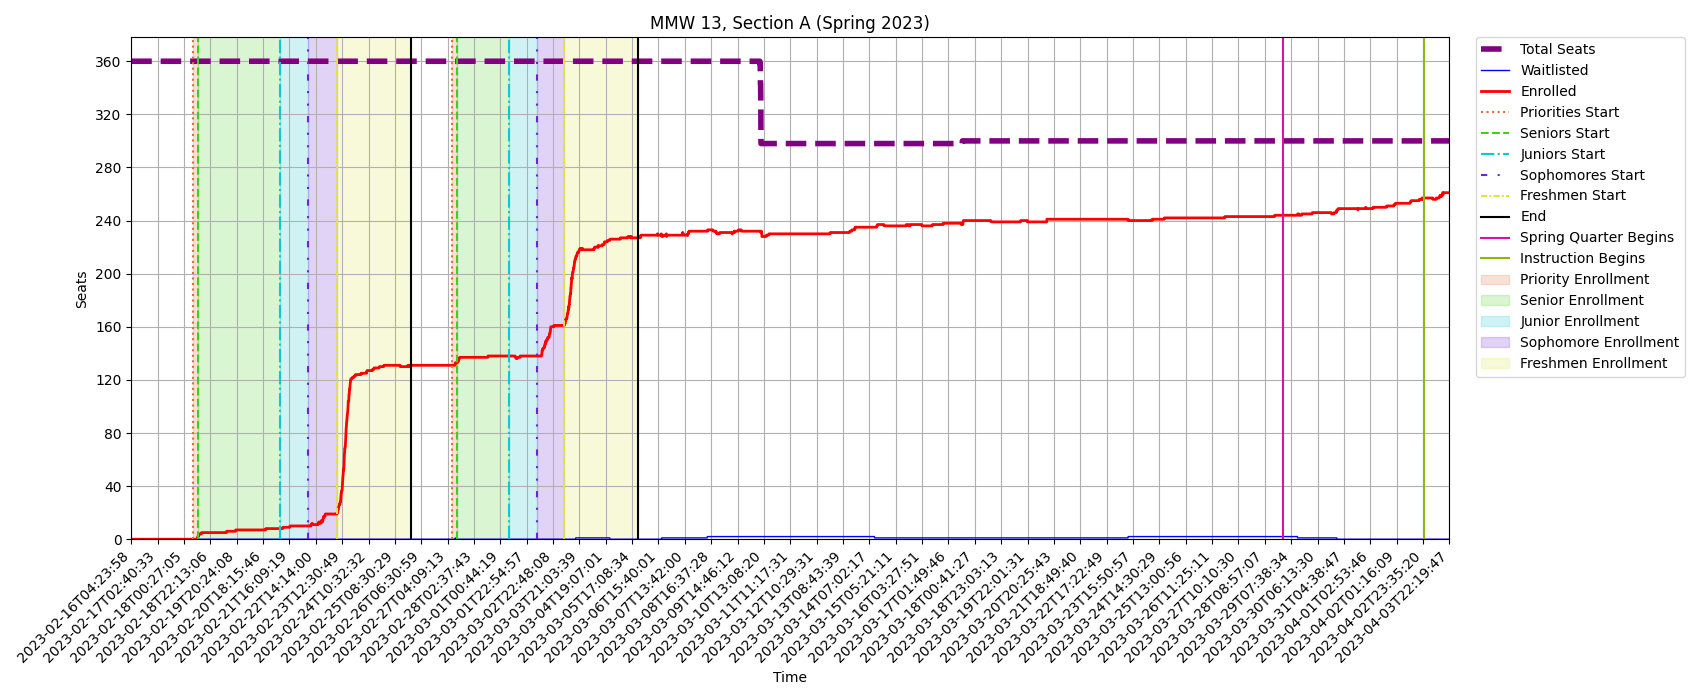 MMW 13, Section A (Spring 2023)
Seats
360
320
280
240
200
160
120
80
40
0
2023-02-16T04:23:58
2023-02-17T02:40:33
2023-02-18T00:27:05
2023-02-18T22:13:06
2023-02-19T20:24:08
2023-02-20T18:15:46
2023-02-21T16:09:19
2023-02-22T14:14:00
2023-02-23T12:30:49
2023-02-24T10:32:32
2023-02-25T08:30:29
2023-02-26T06:30:59
2023-02-27T04:09:13
2023-02-28T02:37:43
2023-03-01T00:44:19
2023-03-01T22:54:57
2023-03-02T22:48:08
2023-03-03T21:03:39
2023-03-04T19:07:01
2023-03-05T17:08:34
2023-03-06T15:40:01
2023-03-07T13:42:00
2023-03-08T16:37:28
2023-03-09T14:46:12
2023-03-10T13:08:20
2023-03-11T11:17:31
2023-03-12T10:29:31
2023-03-13T08:43:39
2023-03-14T07:02:17
2023-03-15T05:21:11
2023-03-16T03:27:51
2023-03-17T01:49:46
2023-03-18T00:41:27
2023-03-18T23:03:13
2023-03-19T22:01:31
2023-03-20T20:25:43
2023-03-21T18:49:40
2023-03-22T17:22:49
2023-03-23T15:50:57
2023-03-24T14:30:29
2023-03-25T13:00:56
2023-03-26T11:25:11
2023-03-27T10:10:30
2023-03-28T08:57:07
2023-03-29T07:38:34
2023-03-30T06:13:30
2023-03-31T04:38:47
2023-04-01T02:53:46
2023-04-02T01:16:09
2023-04-02T23:35:20
2023-04-03T22:19:47
Time
Total Seats
Waitlisted
Enrolled
Priorities Start
Seniors Start
Juniors Start
Sophomores Start
Freshmen Start
End
Spring Quarter Begins
Instruction Begins
Priority Enrollment
Senior Enrollment
Junior Enrollment
Sophomore Enrollment
Freshmen Enrollment